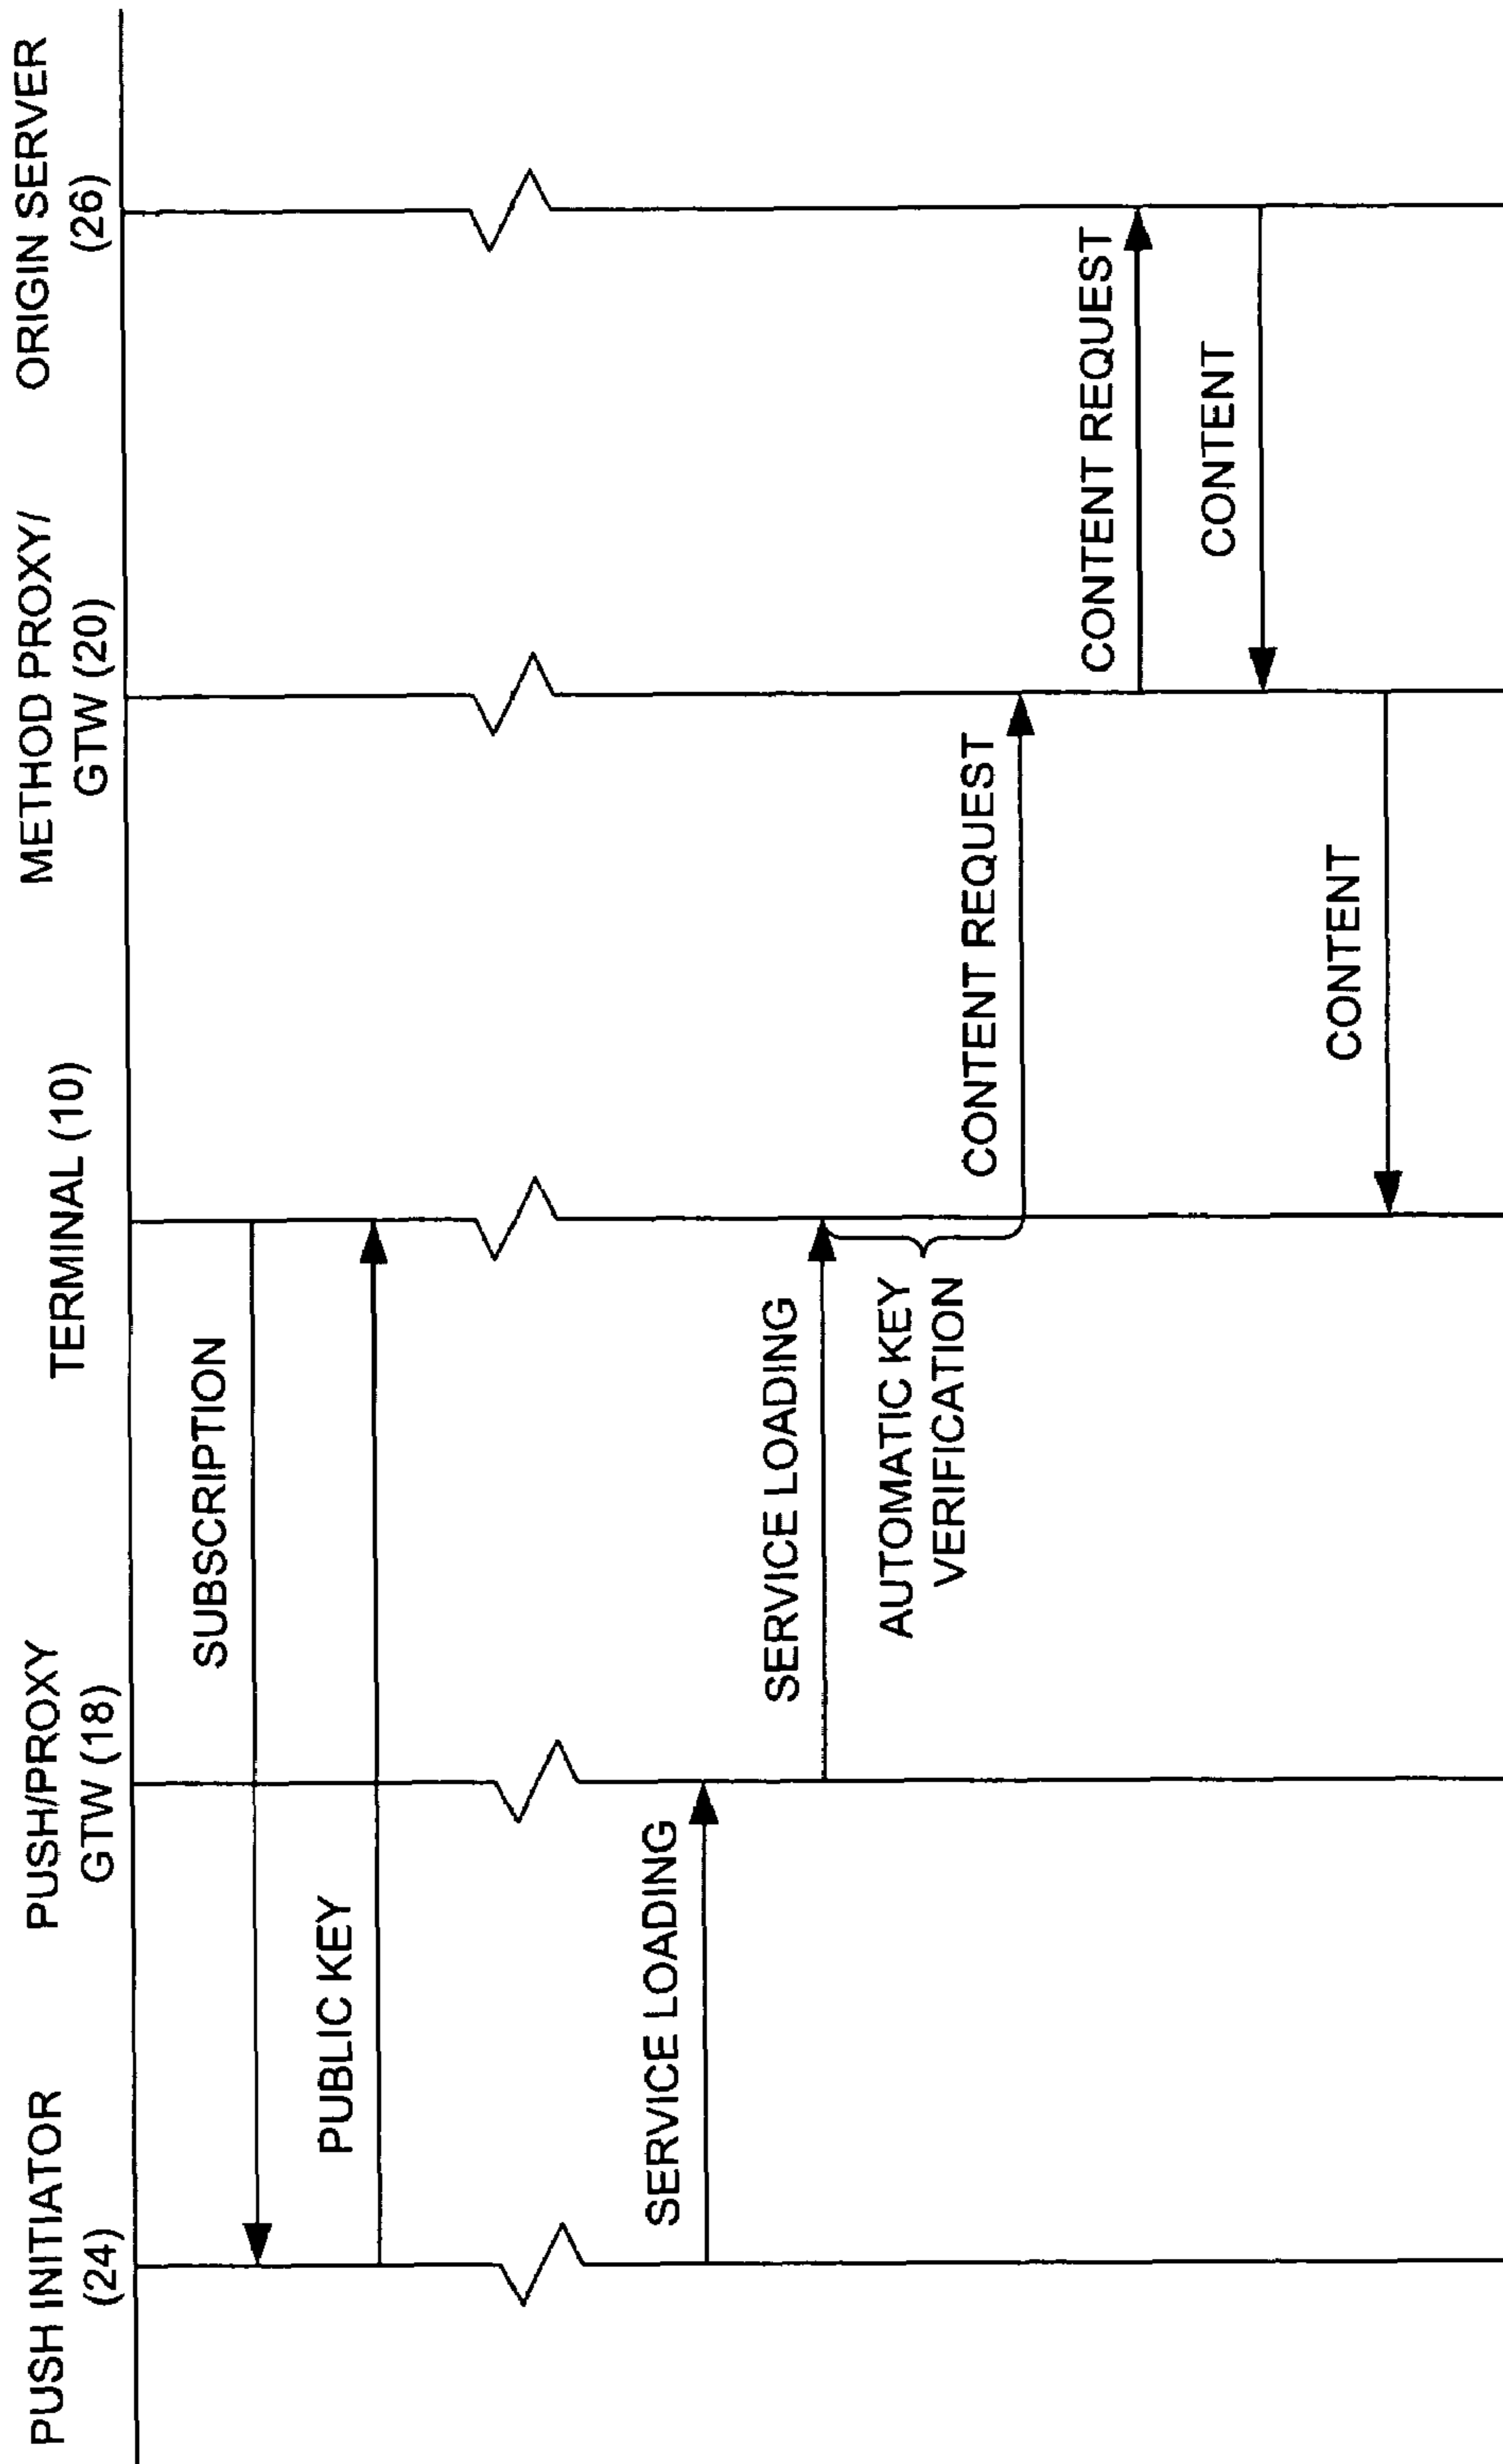 PUSH INITIATOR
(24)
PUSH/PROXY
GTW (18)
TERMINAL (10)
METHOD PROXY/
GTW (20)
ORIGIN SERVER
(26)
SUBSCRIPTION
PUBLIC KEY
SERVICE LOADING
SERVICE LOADING
AUTOMATIC KEY
VERIFICATION
CONTENT REQUEST
CONTENT REQUEST
CONTENT
CONTENT